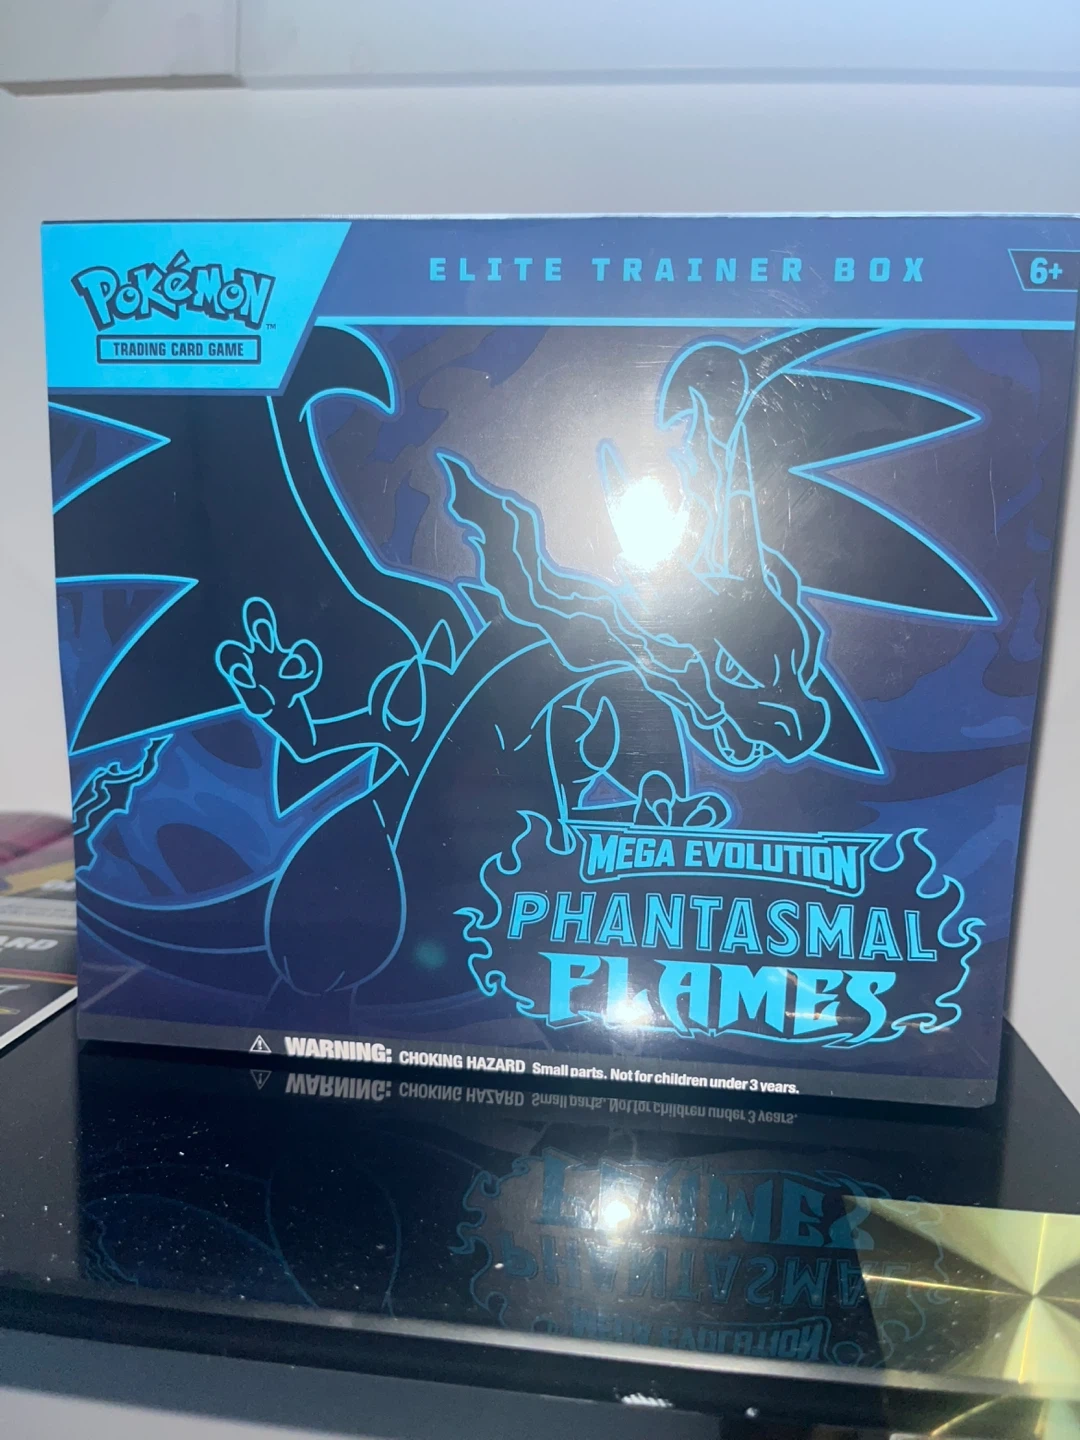 POKéMON
TM
TRADING CARD GAME
ELITE TRAINER BOX
6+
MEGA EVOLUTION
PHANTASMAL
FLAMES
WARNING: CHOKING HAZARD Small parts. Not for children under 3 years.